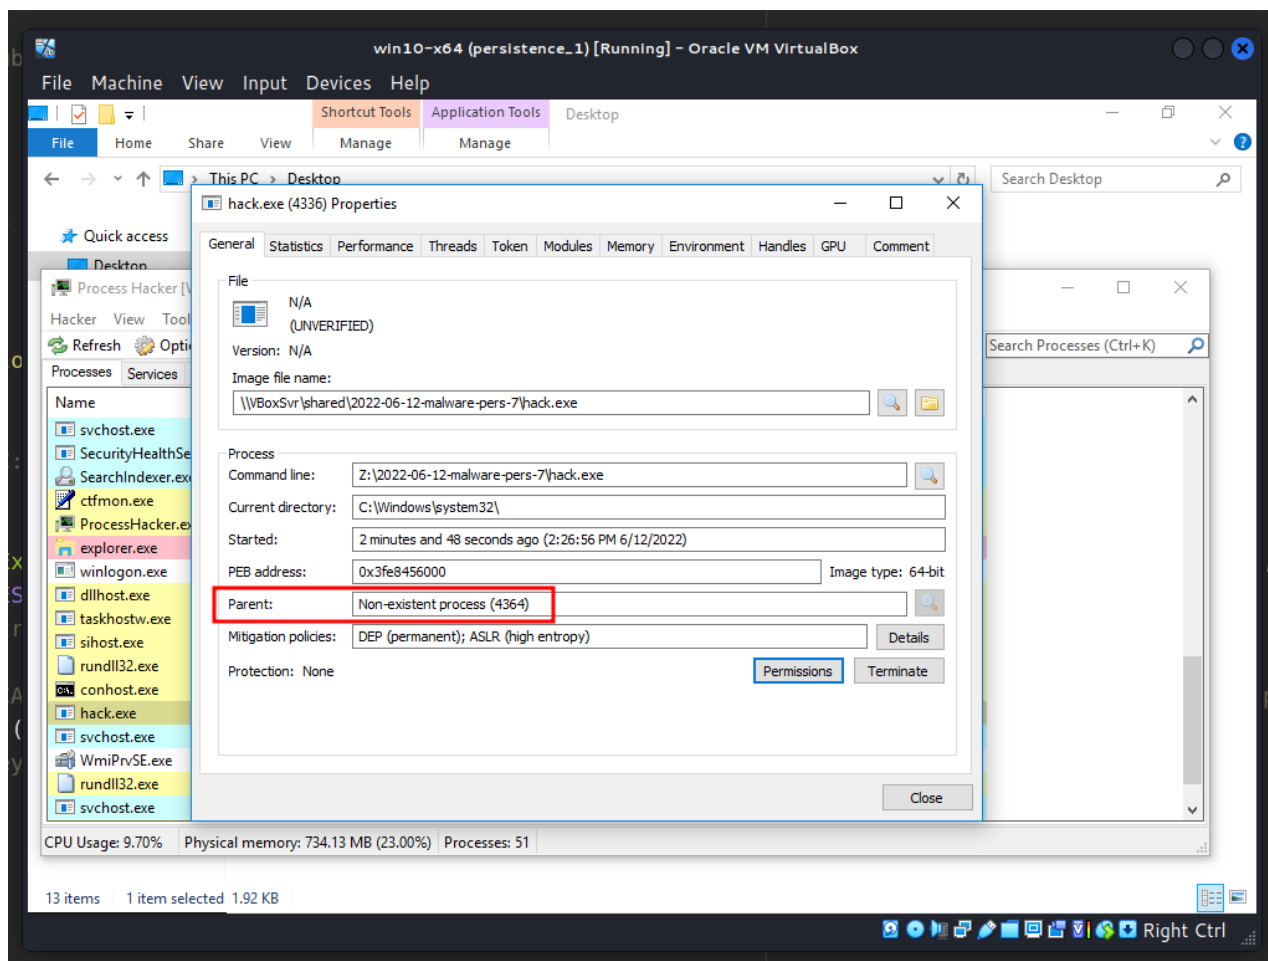 win10-x64 (persistence_1) [Running] - Oracle VM VirtualBox
File Machine View Input Devices Help
Shortcut Tools Application Tools Desktop
File Home Share View Manage Manage
This PC > Desktop Search Desktop
hack.exe (4336) Properties
Quick access
Desktop
General Statistics Performance Threads Token Modules Memory Environment Handles GPU Comment
Process Hacker [
Hacker View Tool
Refresh Opti
Search Processes (Ctrl+K)
Processes Services
Name
svchost.exe
SecurityHealthSe
SearchIndexer.exe
ctfmon.exe
ProcessHacker.ex
explorer.exe
winlogon.exe
dllhost.exe
taskhostw.exe
sihost.exe
rundll32.exe
conhost.exe
hack.exe
svchost.exe
WmiPrvSE.exe
rundll32.exe
svchost.exe
File
N/A
(UNVERIFIED)
Version: N/A
Image file name:
\\VBoxSvr\shared\2022-06-12-malware-pers-7\hack.exe
Process
Command line: Z:\2022-06-12-malware-pers-7\hack.exe
Current directory: C:\Windows\system32\
Started: 2 minutes and 48 seconds ago (2:26:56 PM 6/12/2022)
PEB address: 0x3fe8456000 Image type: 64-bit
Parent: Non-existent process (4364)
Mitigation policies: DEP (permanent); ASLR (high entropy) Details
Protection: None Permissions Terminate
Close
CPU Usage: 9.70% Physical memory: 734.13 MB (23.00%) Processes: 51
13 items 1 item selected 1.92 KB
Right Ctrl